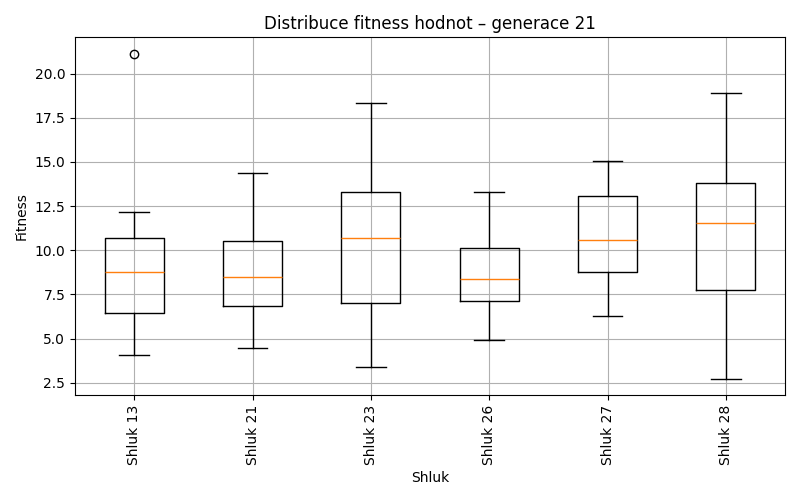 Distribuce fitness hodnot – generace 21
Fitness
20.0
17.5
15.0
12.5
10.0
7.5
5.0
2.5
Shluk 13
Shluk 21
Shluk 23
Shluk 26
Shluk 27
Shluk 28
Shluk